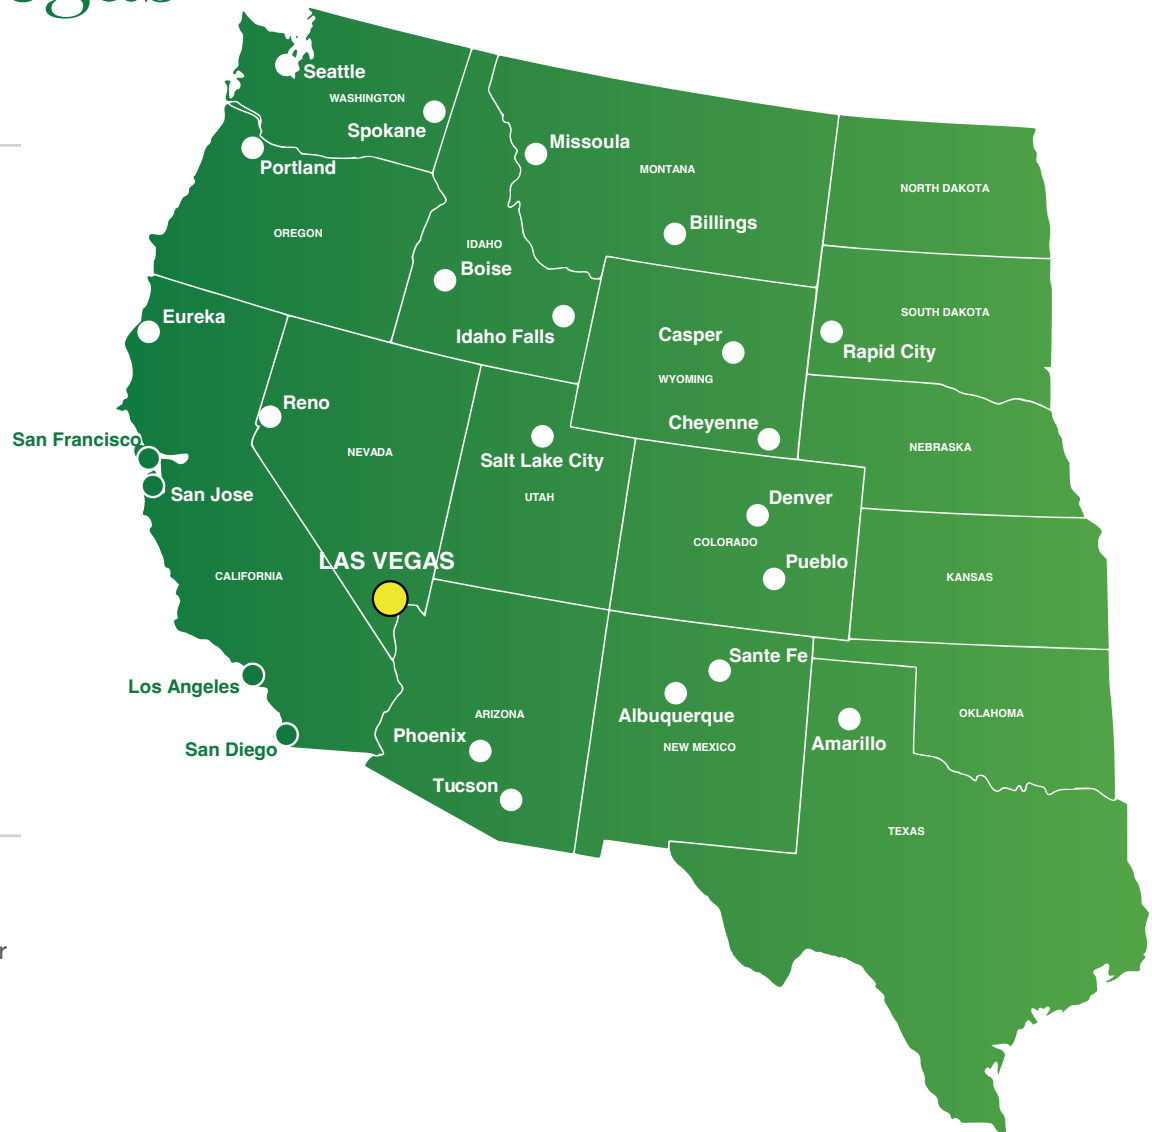 Seattle
WASHINGTON
Spokane
Portland
Missoula
MONTANA
NORTH DAKOTA
Billings
OREGON
IDAHO
Boise
Eureka
Idaho Falls
Casper
SOUTH DAKOTA
Rapid City
WYOMING
Reno
Cheyenne
San Francisco
NEVADA
Salt Lake City
NEBRASKA
San Jose
UTAH
Denver
COLORADO
LAS VEGAS
Pueblo
CALIFORNIA
KANSAS
Sante Fe
Los Angeles
Albuquerque
ARIZONA
OKLAHOMA
Phoenix
NEW MEXICO
Amarillo
San Diego
Tucson
TEXAS
r